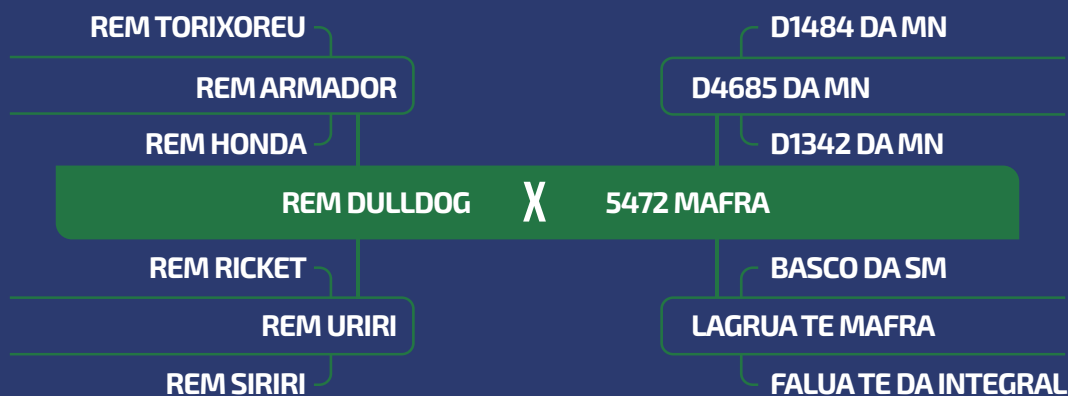 REM TORIXOREU
D1484 DA MN
REM ARMADOR
D4685 DA MN
REM HONDA
D1342 DA MN
REM DULLDOG X 5472 MAFRA
REM RICKET
BASCO DA SM
REM URIRI
LAGRUA TE MAFRA
REM SIRIRI
FALUA TE DA INTEGRAL